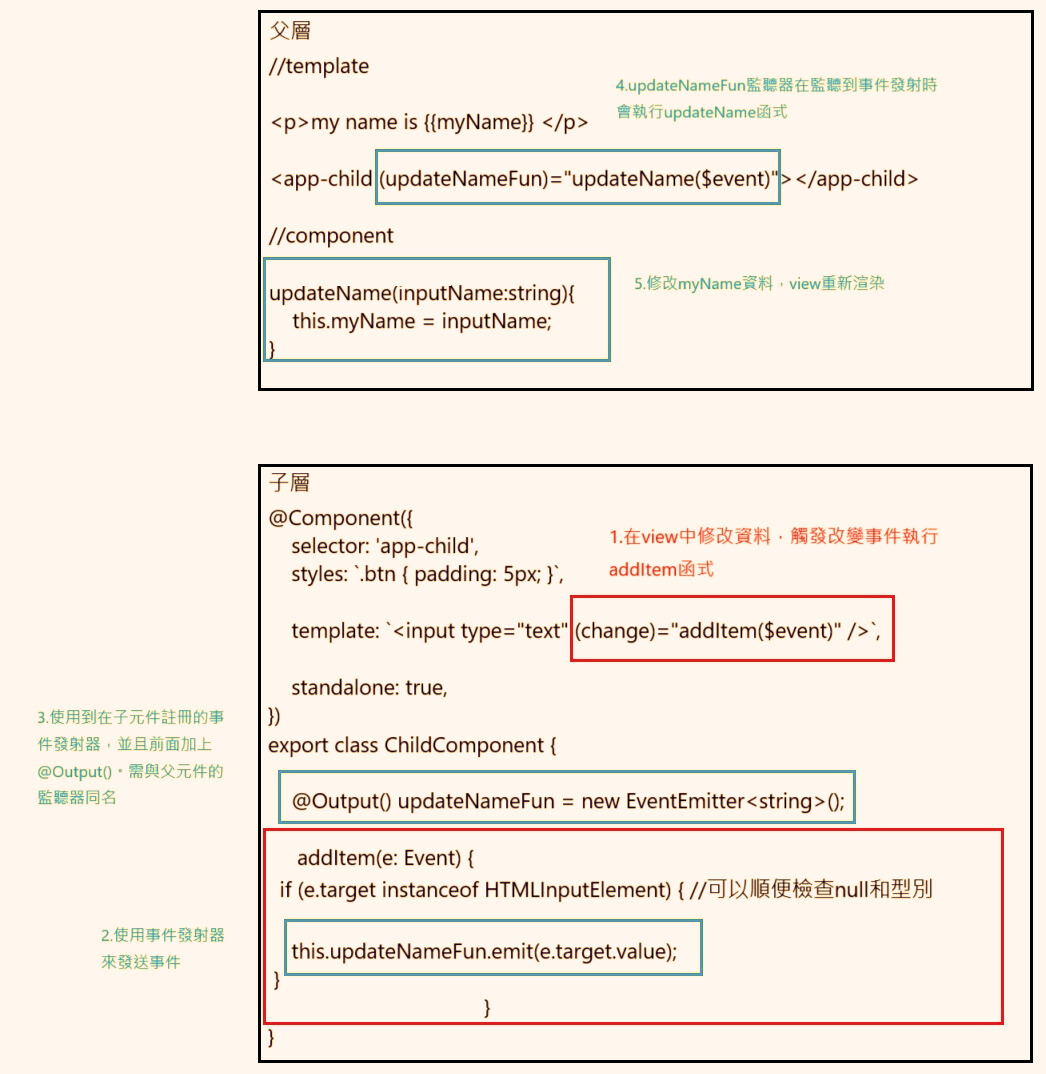 父層
//template
4.updateNameFun監聽器在監聽到事件發射時
會執行updateName函式
<p>my name is {{myName}} </p>
<app-child (updateNameFun)="updateName($event)"></app-child>
//component
5.修改myName資料，view重新渲染
updateName(inputName:string){
this.myName = inputName;
}
子層
@Component({
selector: 'app-child',
styles: `.btn { padding: 5px; }`,
1.在view中修改資料，觸發改變事件執行
addItem函式
template: `<input type="text" (change)="addItem($event)" />`,
standalone: true,
})
export class ChildComponent {
3.使用到在子元件註冊的事
件發射器，並且前面加上
@Output()。需與父元件的
監聽器同名
@Output() updateNameFun = new EventEmitter<string>();
addItem(e: Event) {
if (e.target instanceof HTMLInputElement) { //可以順便檢查null和型別
2.使用事件發射器
來發送事件
this.updateNameFun.emit(e.target.value);
}
}
}